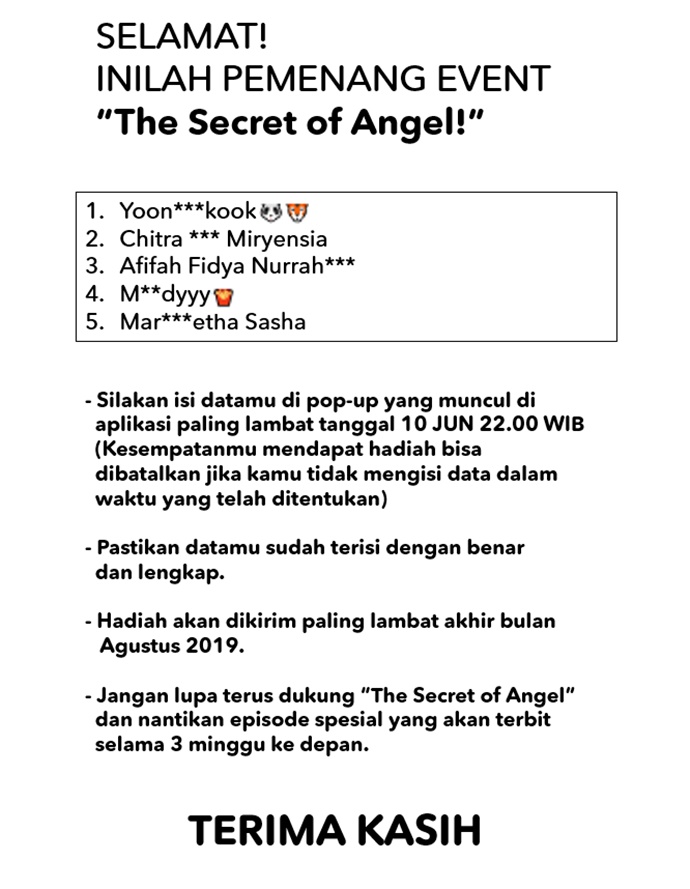 SELAMAT!
INILAH PEMENANG EVENT
“The Secret of Angel!”
1. Yoon***kook🐼🐯
2. Chitra *** Miryensia
3. Afifah Fidya Nurrah***
4. M**dyyy🍟
5. Mar***etha Sasha
- Silakan isi datamu di pop-up yang muncul di
aplikasi paling lambat tanggal 10 JUN 22.00 WIB
(Kesempatanmu mendapat hadiah bisa
dibatalkan jika kamu tidak mengisi data dalam
waktu yang telah ditentukan)
- Pastikan datamu sudah terisi dengan benar
dan lengkap.
- Hadiah akan dikirim paling lambat akhir bulan
Agustus 2019.
- Jangan lupa terus dukung “The Secret of Angel”
dan nantikan episode spesial yang akan terbit
selama 3 minggu ke depan.
TERIMA KASIH